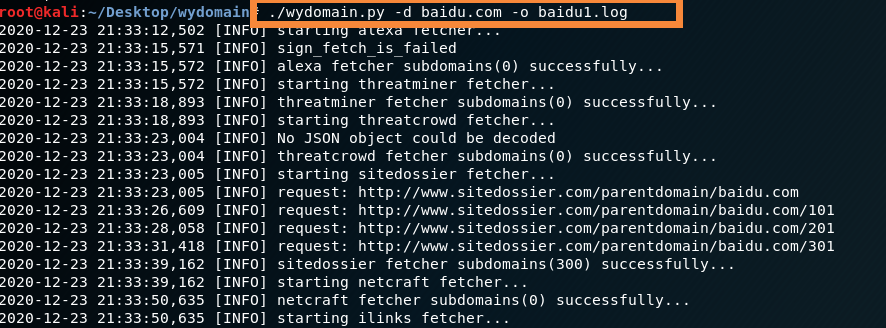 root@kali:~/Desktop/wydomain# ./wydomain.py -d baidu.com -o baidu1.log
2020-12-23 21:33:12,502 [INFO] starting alexa fetcher...
2020-12-23 21:33:15,571 [INFO] sign_fetch_is_failed
2020-12-23 21:33:15,572 [INFO] alexa fetcher subdomains(0) successfully...
2020-12-23 21:33:15,572 [INFO] starting threatminer fetcher...
2020-12-23 21:33:18,893 [INFO] threatminer fetcher subdomains(0) successfully...
2020-12-23 21:33:18,893 [INFO] starting threatcrowd fetcher...
2020-12-23 21:33:23,004 [INFO] No JSON object could be decoded
2020-12-23 21:33:23,004 [INFO] threatcrowd fetcher subdomains(0) successfully...
2020-12-23 21:33:23,005 [INFO] starting sitedossier fetcher...
2020-12-23 21:33:23,005 [INFO] request: http://www.sitedossier.com/parentdomain/baidu.com
2020-12-23 21:33:26,609 [INFO] request: http://www.sitedossier.com/parentdomain/baidu.com/101
2020-12-23 21:33:28,058 [INFO] request: http://www.sitedossier.com/parentdomain/baidu.com/201
2020-12-23 21:33:31,418 [INFO] request: http://www.sitedossier.com/parentdomain/baidu.com/301
2020-12-23 21:33:39,162 [INFO] sitedossier fetcher subdomains(300) successfully...
2020-12-23 21:33:39,162 [INFO] starting netcraft fetcher...
2020-12-23 21:33:50,635 [INFO] netcraft fetcher subdomains(0) successfully...
2020-12-23 21:33:50,635 [INFO] starting ilinks fetcher...